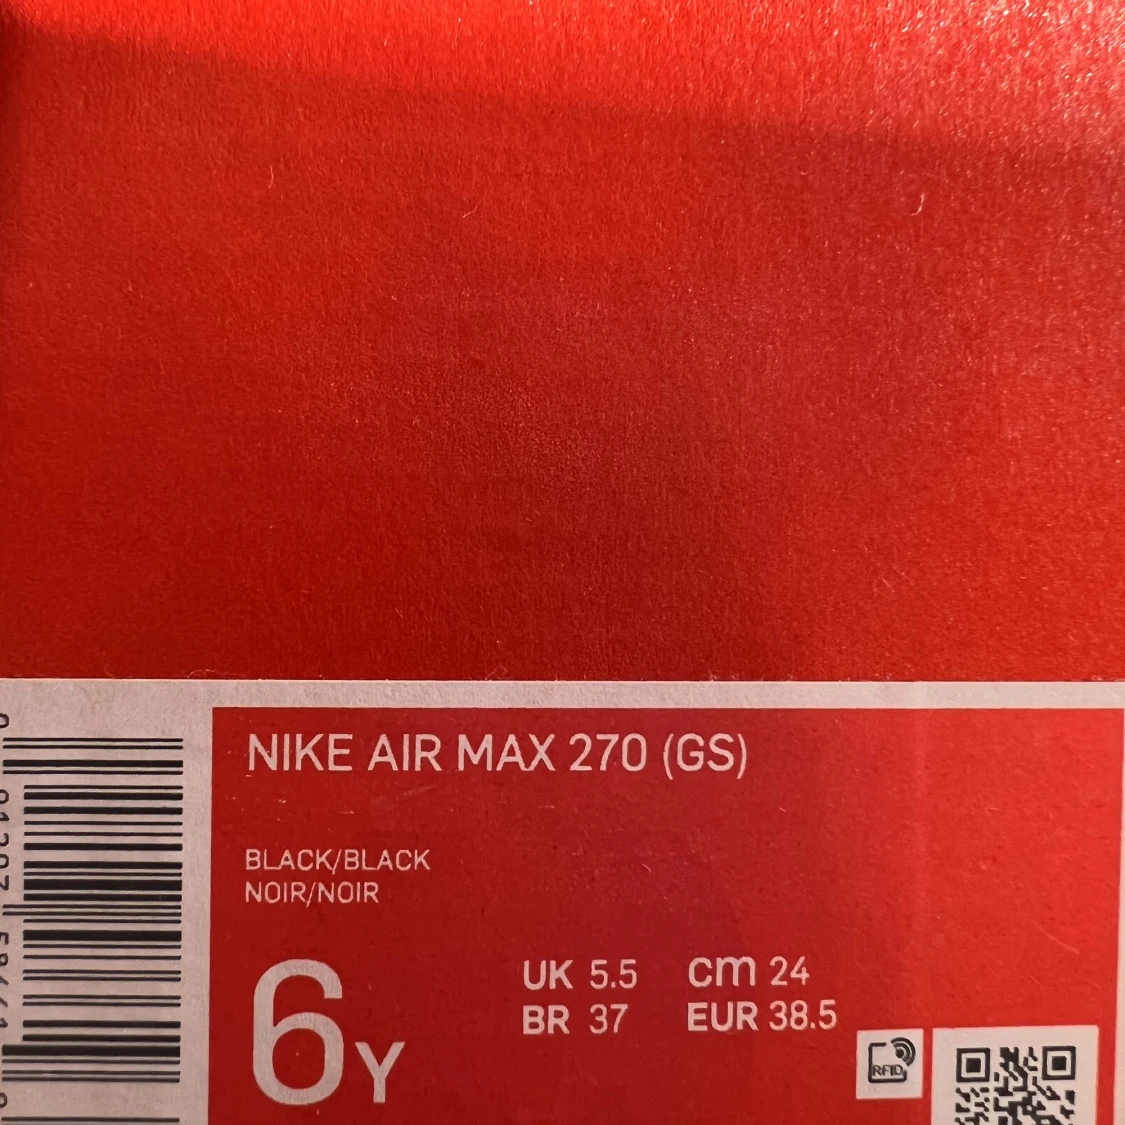 NIKE AIR MAX 270 (GS)
BLACK/BLACK
NOIR/NOIR
6Y
UK 5.5 cm 24
BR 37 EUR 38.5
RFID